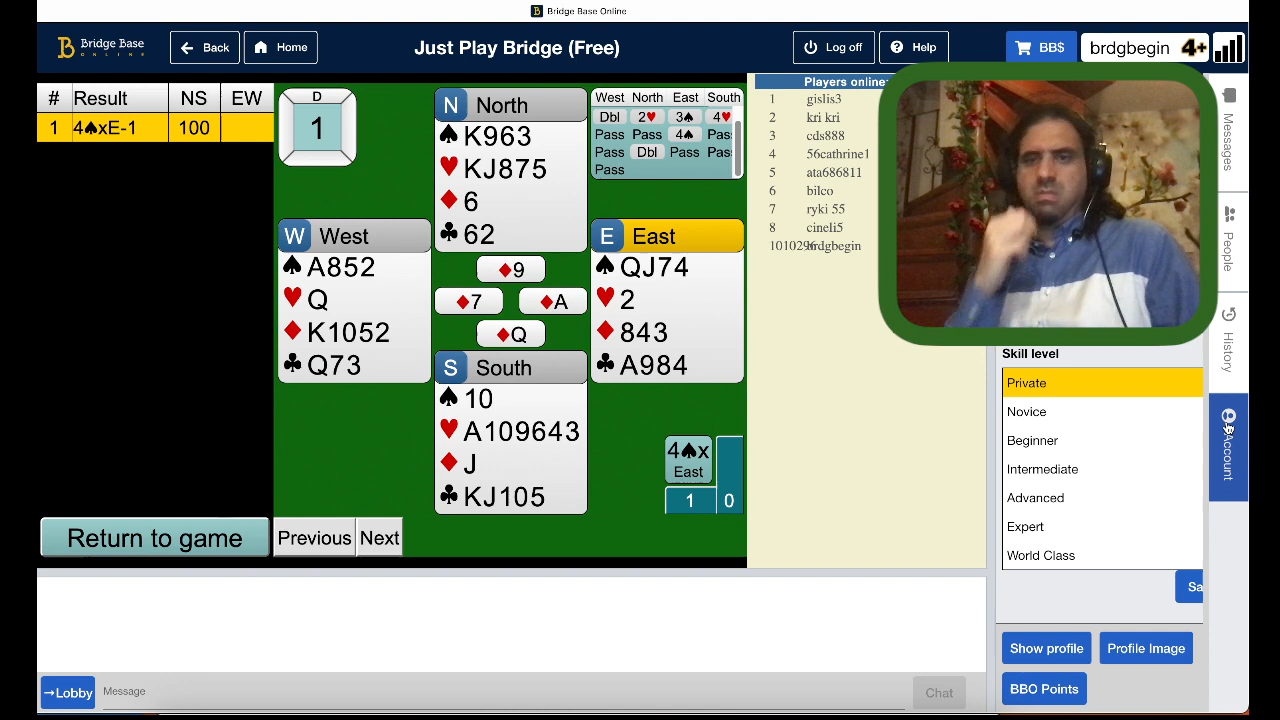 Bridge Base Online
Bridge Base
ONLINE
Back
Home
Just Play Bridge (Free)
Log off
Help
BB$
brdgbegin 4+
# Result NS EW
1 4♠xE-1 100
D
1
N North
♠ K963
♥ KJ875
♦ 6
♣ 62
West North East South
Dbl 2♥ 3♠ 4♥
Pass Pass 4♠ Pas
Pass Dbl Pass Pas
Pass
W West
♠ A852
♥ Q
♦ K1052
♣ Q73
♦9
♦7
♦A
♦Q
E East
♠ QJ74
♥ 2
♦ 843
♣ A984
S South
♠ 10
♥ A109643
♦ J
♣ KJ105
4♠x
East
1 0
Return to game
Previous
Next
Players online:
1 gislis3
2 kri kri
3 cds888
4 56cathrine1
5 ata686811
6 bilco
7 ryki 55
8 cineli5
brdgbegin
Messages
People
History
Account
Skill level
Private
Novice
Beginner
Intermediate
Advanced
Expert
World Class
Sa
Show profile
Profile Image
BBO Points
→Lobby
Message
Chat